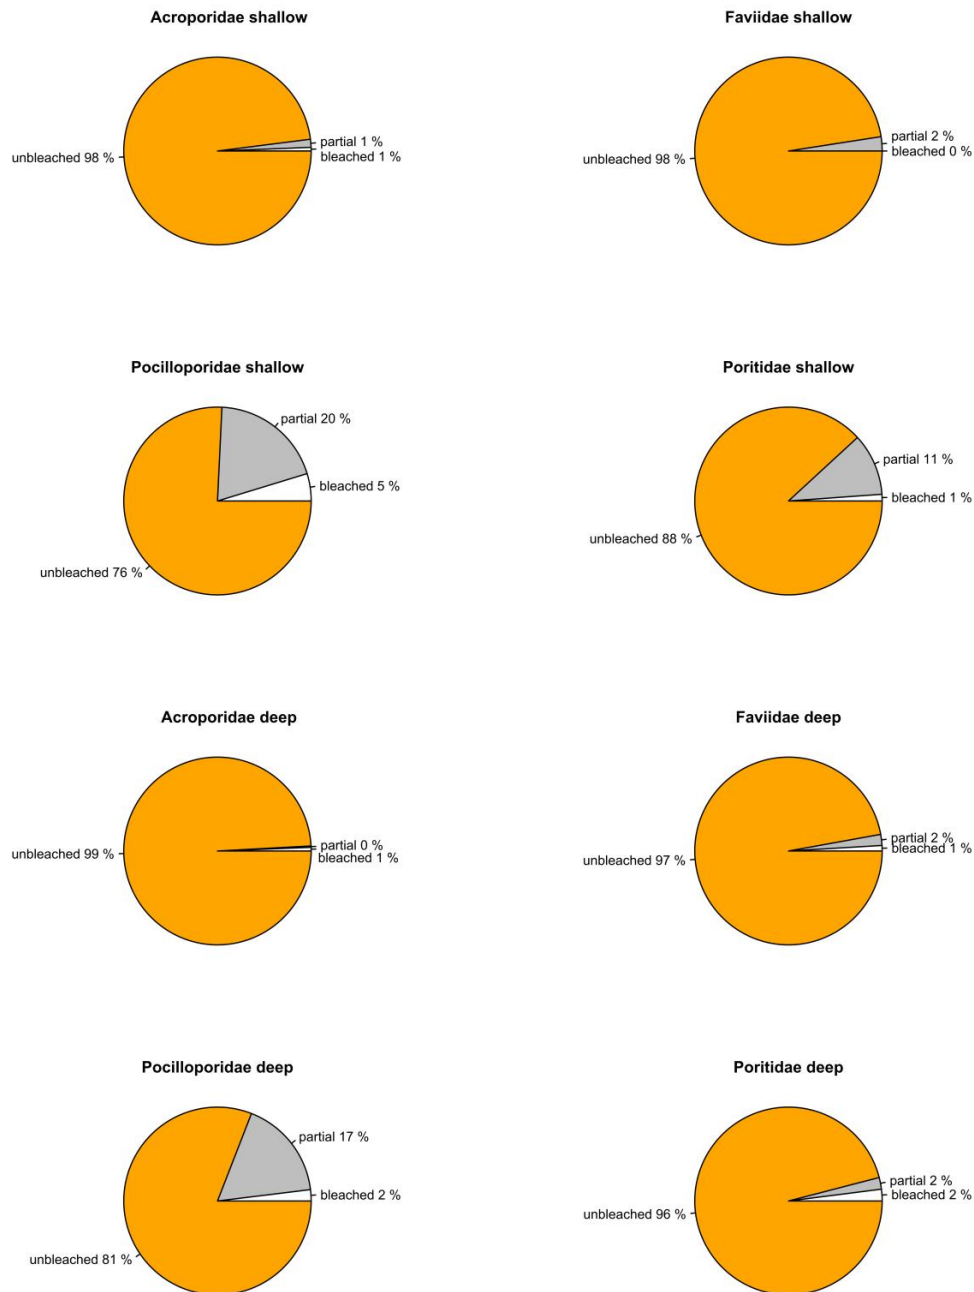 Acroporidae shallow
partial 1 %
unbleached 98 %
bleached 1 %
Faviidae shallow
partial 2 %
bleached 0 %
unbleached 98 %
Pocilloporidae shallow
partial 20 %
bleached 5 %
unbleached 76 %
Poritidae shallow
partial 11 %
bleached 1 %
unbleached 88 %
Acroporidae deep
partial 0 %
unbleached 99 %
bleached 1 %
Faviidae deep
partial 2 %
bleached 1 %
unbleached 97 %
Pocilloporidae deep
partial 17 %
bleached 2 %
unbleached 81 %
Poritidae deep
partial 2 %
bleached 2 %
unbleached 96 %